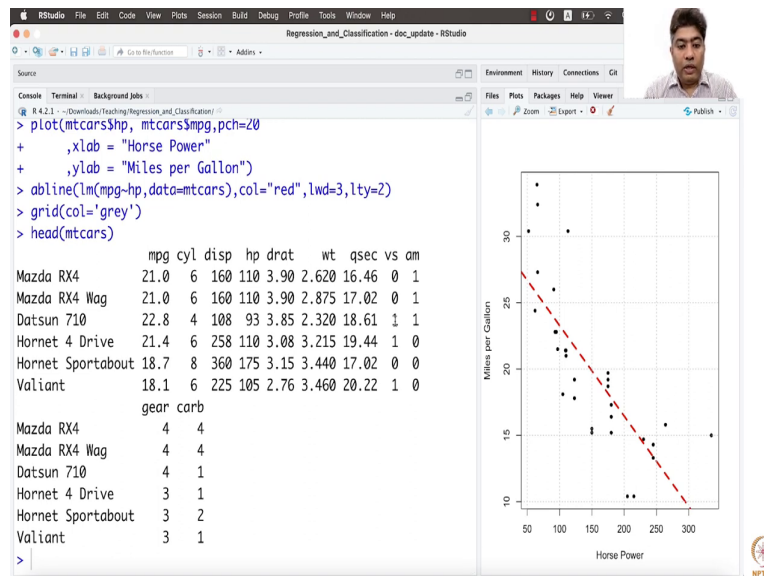 RStudio File Edit Code View Plots Session Build Debug Profile Tools Window Help
Regression_and_Classification - doc_update - RStudio
Go to file/function Addins
Source
Environment History Connections Git
Console Terminal Background Jobs
Files Plots Packages Help Viewer
R 4.2.1 · ~/Downloads/Teaching/Regression_and_Classification/
Zoom Export Publish
> plot(mtcars$hp, mtcars$mpg,pch=20
+ ,xlab = "Horse Power"
+ ,ylab = "Miles per Gallon")
> abline(lm(mpg~hp,data=mtcars),col="red",lwd=3,lty=2)
> grid(col='grey')
> head(mtcars)
mpg cyl disp hp drat wt qsec vs am
Mazda RX4 21.0 6 160 110 3.90 2.620 16.46 0 1
Mazda RX4 Wag 21.0 6 160 110 3.90 2.875 17.02 0 1
Datsun 710 22.8 4 108 93 3.85 2.320 18.61 1 1
Hornet 4 Drive 21.4 6 258 110 3.08 3.215 19.44 1 0
Hornet Sportabout 18.7 8 360 175 3.15 3.440 17.02 0 0
Valiant 18.1 6 225 105 2.76 3.460 20.22 1 0
gear carb
Mazda RX4 4 4
Mazda RX4 Wag 4 4
Datsun 710 4 1
Hornet 4 Drive 3 1
Hornet Sportabout 3 2
Valiant 3 1
>
Miles per Gallon
30
25
20
15
10
50 100 150 200 250 300
Horse Power